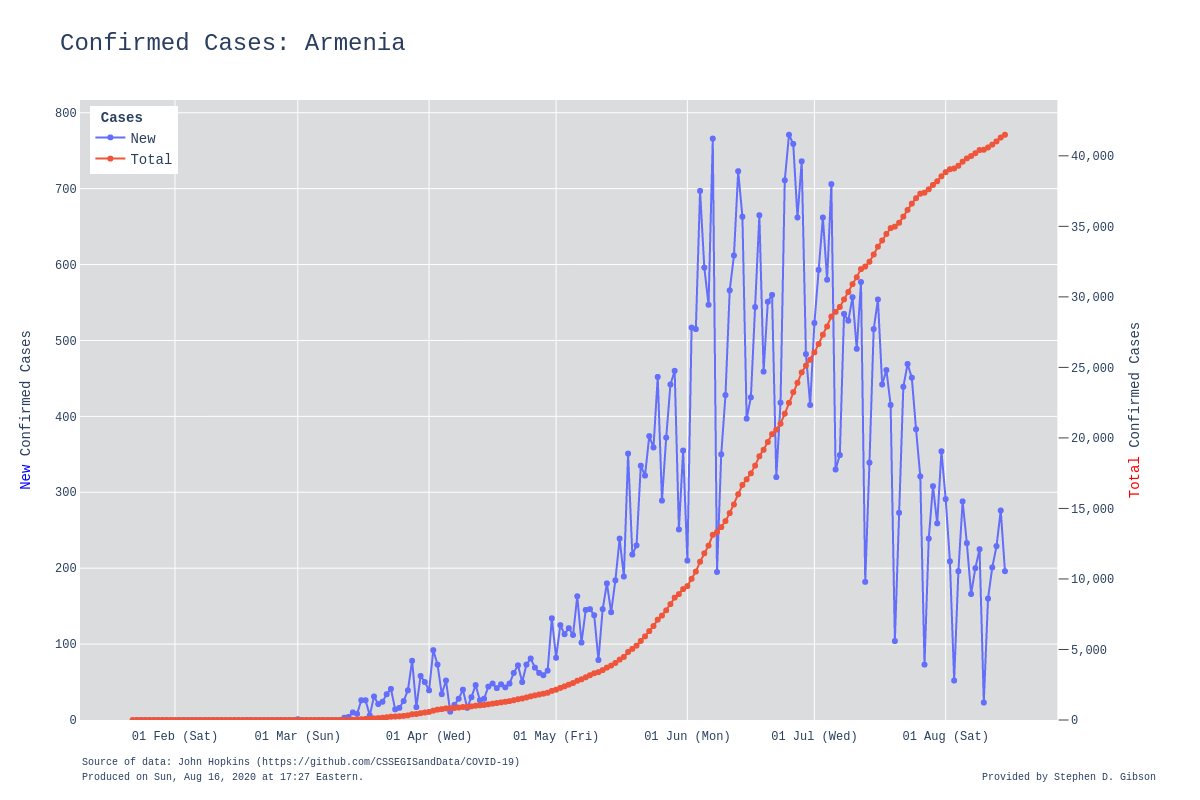 Confirmed Cases: Armenia
Cases
New
Total
800
700
600
500
400
300
200
100
0
New Confirmed Cases
40,000
35,000
30,000
25,000
20,000
15,000
10,000
5,000
0
Total Confirmed Cases
01 Feb (Sat) 01 Mar (Sun) 01 Apr (Wed) 01 May (Fri) 01 Jun (Mon) 01 Jul (Wed) 01 Aug (Sat)
Source of data: John Hopkins (https://github.com/CSSEGISandData/COVID-19)
Produced on Sun, Aug 16, 2020 at 17:27 Eastern.
Provided by Stephen D. Gibson